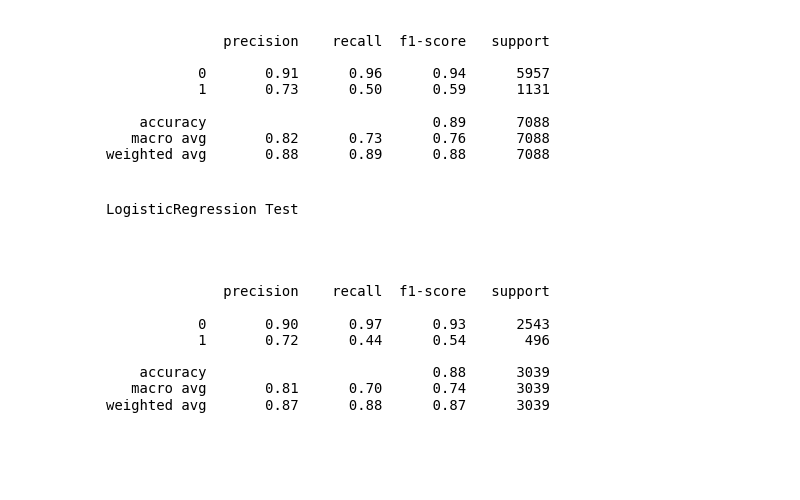 precision recall f1-score support
0 0.91 0.96 0.94 5957
1 0.73 0.50 0.59 1131
accuracy 0.89 7088
macro avg 0.82 0.73 0.76 7088
weighted avg 0.88 0.89 0.88 7088
LogisticRegression Test
precision recall f1-score support
0 0.90 0.97 0.93 2543
1 0.72 0.44 0.54 496
accuracy 0.88 3039
macro avg 0.81 0.70 0.74 3039
weighted avg 0.87 0.88 0.87 3039